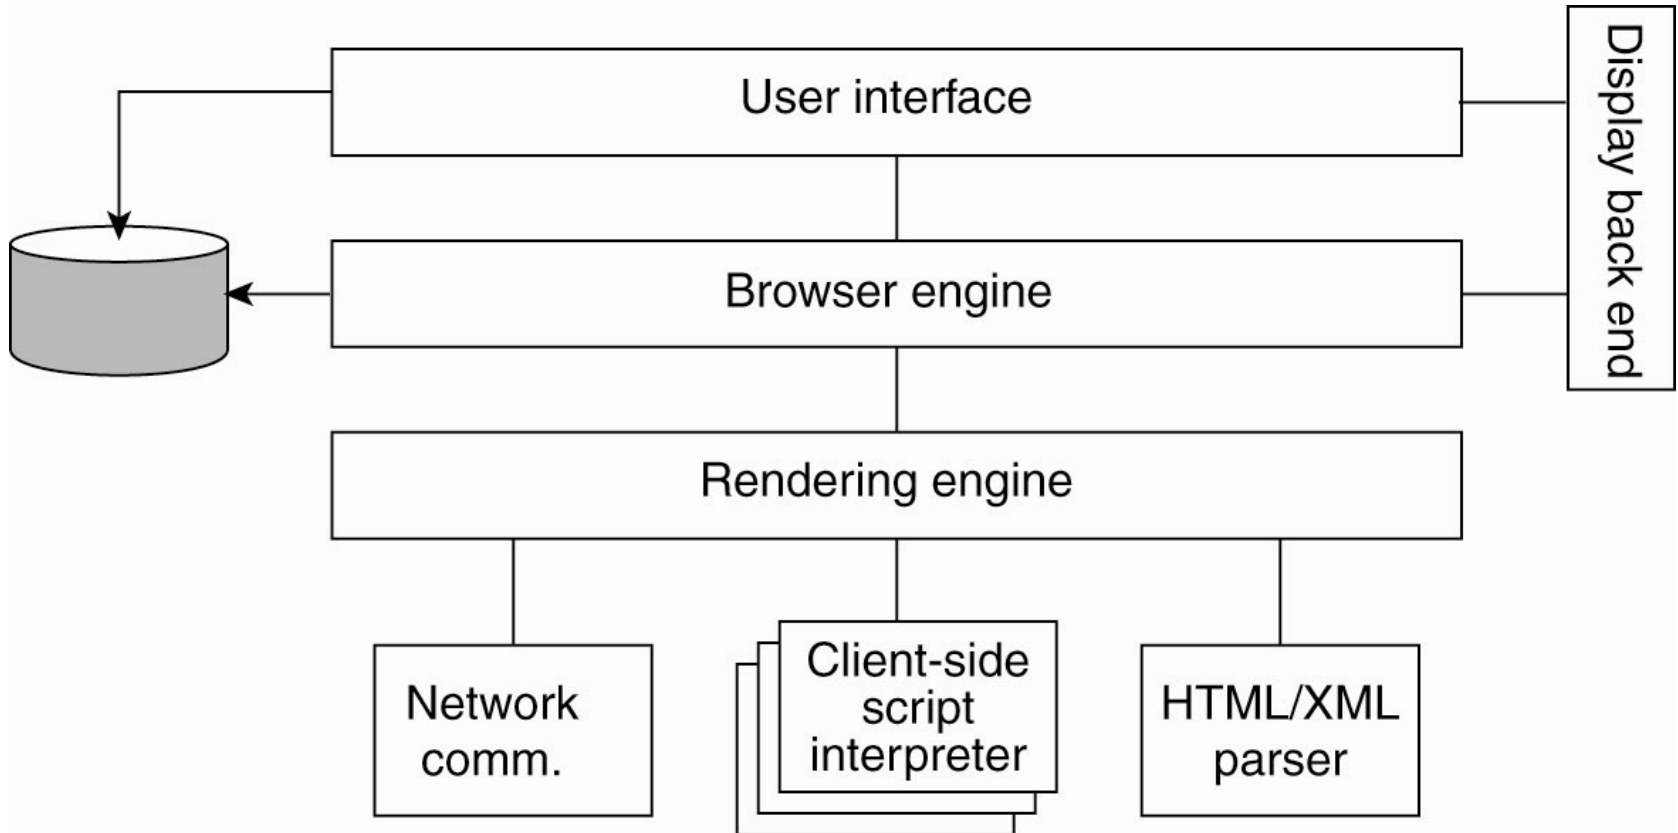 User interface
Display back end
Browser engine
Rendering engine
Network
comm.
Client-side
script
interpreter
HTML/XML
parser